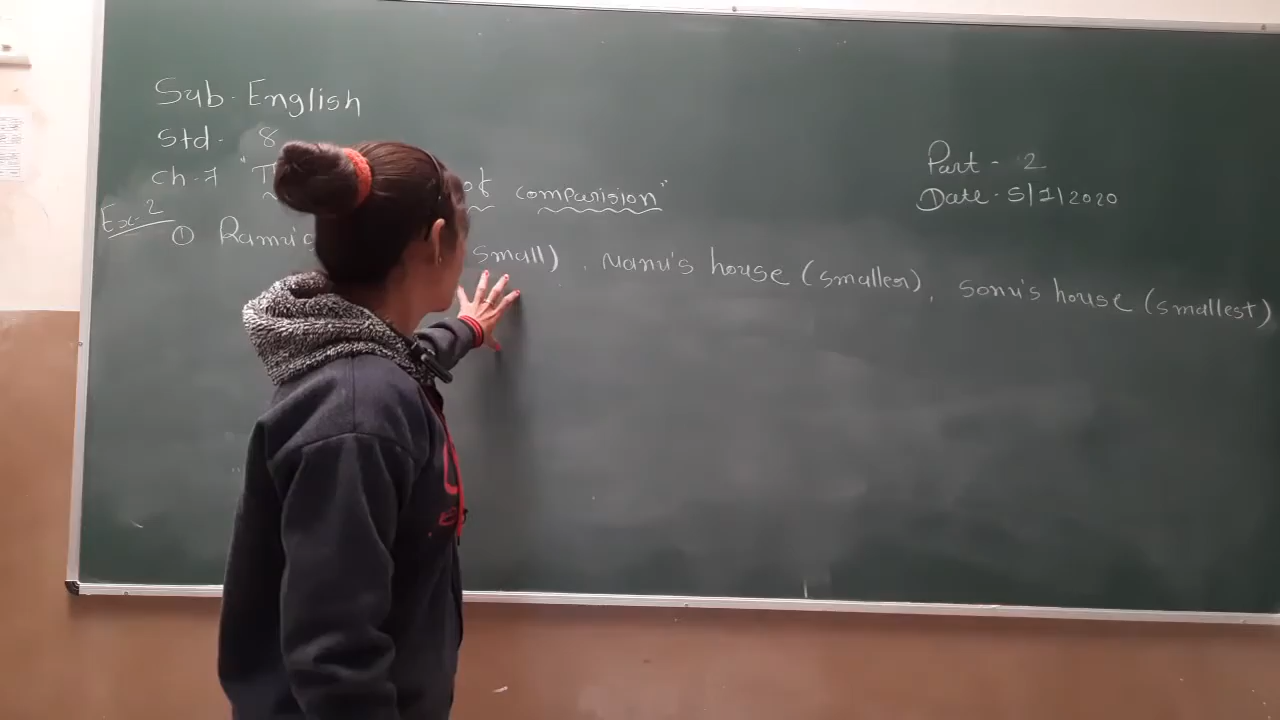 Sub - English
Std - 8
Part - 2
Ch-7 of comparision"
Date - 5/1/2020
Ex-2
① Ramu's small) , Nanu's house (smaller) , Sonu's house (smallest)